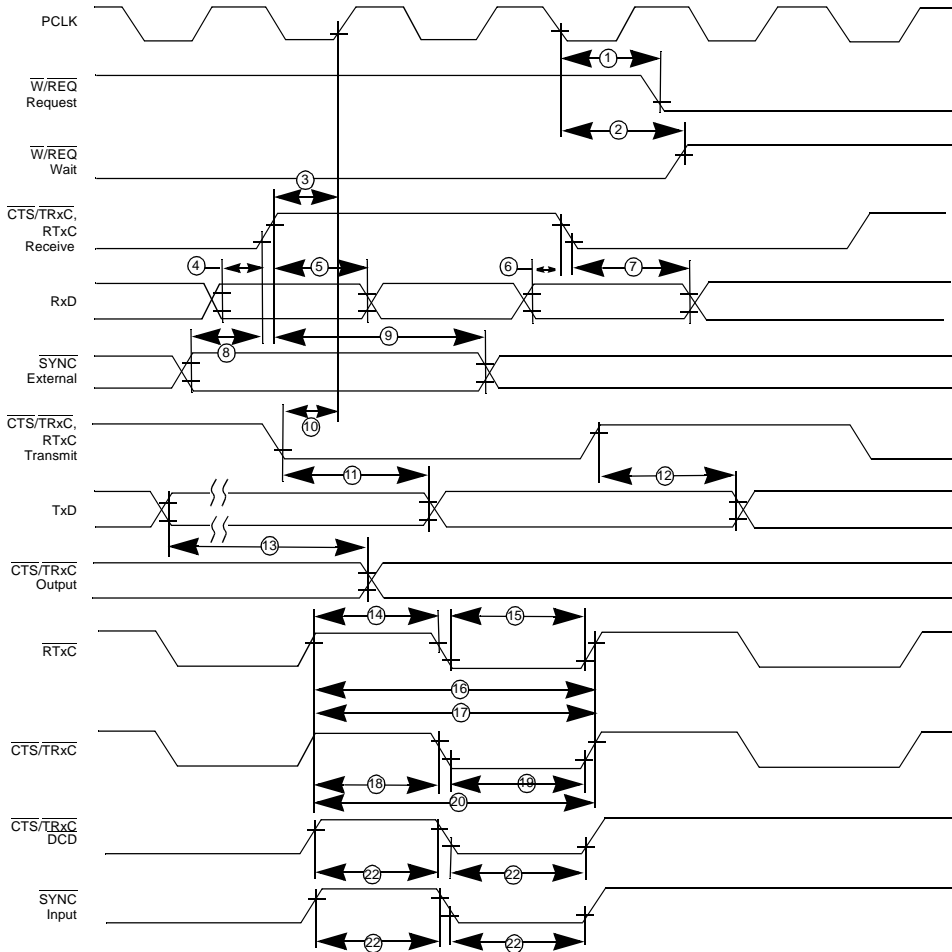 PCLK
1
W/REQ
Request
2
W/REQ
Wait
3
CTS/TRxC,
RTxC
Receive
4
5
6
7
RxD
8
9
SYNC
External
10
CTS/TRxC,
RTxC
Transmit
11
12
TxD
13
CTS/TRxC
Output
14
15
RTxC
16
17
CTS/TRxC
18
19
20
CTS/TRxC
DCD
22
22
SYNC
Input
22
22